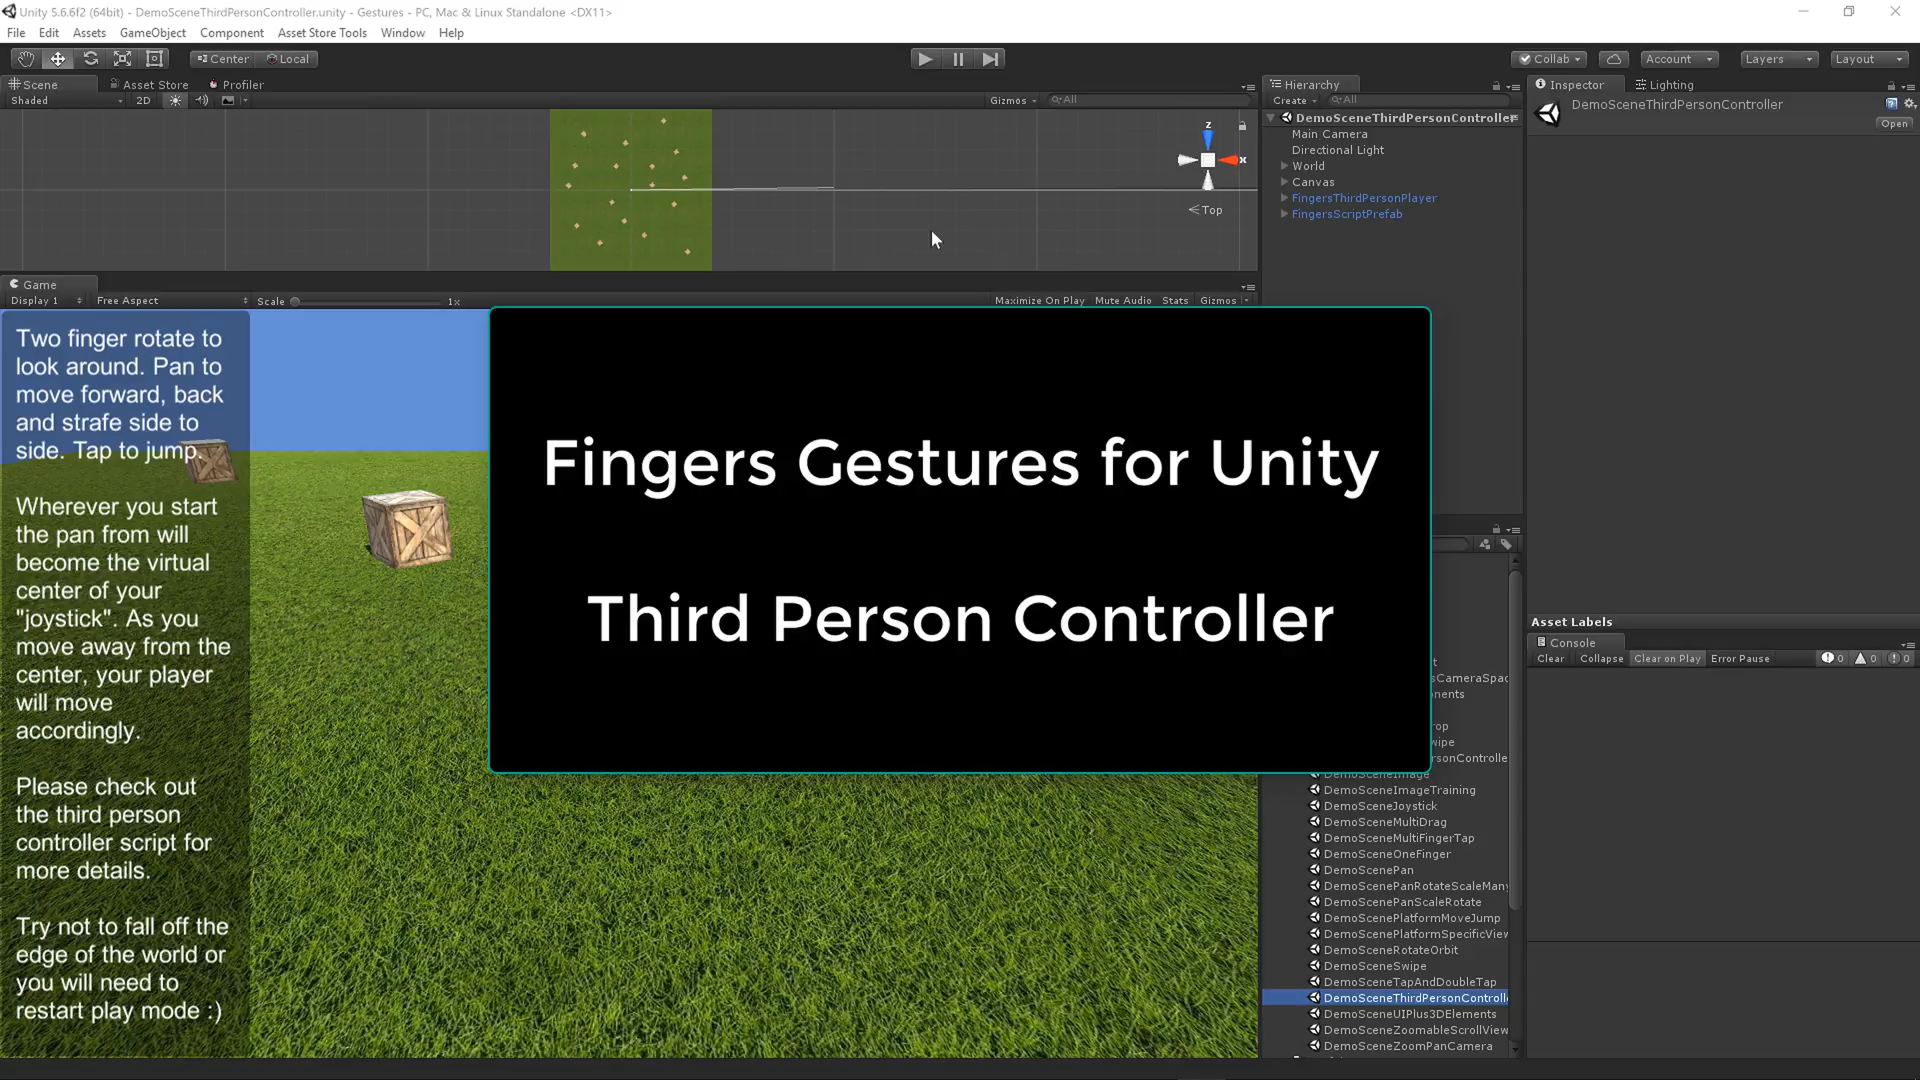 Unity 5.6.6f2 (64bit) - DemoSceneThirdPersonController.unity - Gestures - PC, Mac & Linux Standalone <DX11>
File Edit Assets GameObject Component Asset Store Tools Window Help
Center Local
Collab Account Layers Layout
Scene Asset Store Profiler
Shaded 2D Gizmos All
z
x
Top
Game
Display 1 Free Aspect Scale 1x Maximize On Play Mute Audio Stats Gizmos
Two finger rotate to
look around. Pan to
move forward, back
and strafe side to
side. Tap to jump.
Wherever you start
the pan from will
become the virtual
center of your
"joystick". As you
move away from the
center, your player
will move
accordingly.
Please check out
the third person
controller script for
more details.
Try not to fall off the
edge of the world or
you will need to
restart play mode :)
Fingers Gestures for Unity
Third Person Controller
Hierarchy
Create All
DemoSceneThirdPersonController
Main Camera
Directional Light
World
Canvas
FingersThirdPersonPlayer
FingersScriptPrefab
DemoSceneImage
DemoSceneImageTraining
DemoSceneJoystick
DemoSceneMultiDrag
DemoSceneMultiFingerTap
DemoSceneOneFinger
DemoScenePan
DemoScenePanRotateScaleMany
DemoScenePanScaleRotate
DemoScenePlatformMoveJump
DemoScenePlatformSpecificView
DemoSceneRotateOrbit
DemoSceneSwipe
DemoSceneTapAndDoubleTap
DemoSceneThirdPersonControlle
DemoSceneUIPlus3DElements
DemoSceneZoomableScrollView
DemoSceneZoomPanCamera
Inspector Lighting
DemoSceneThirdPersonController
Open
Asset Labels
Console
Clear Collapse Clear on Play Error Pause 0 0 0